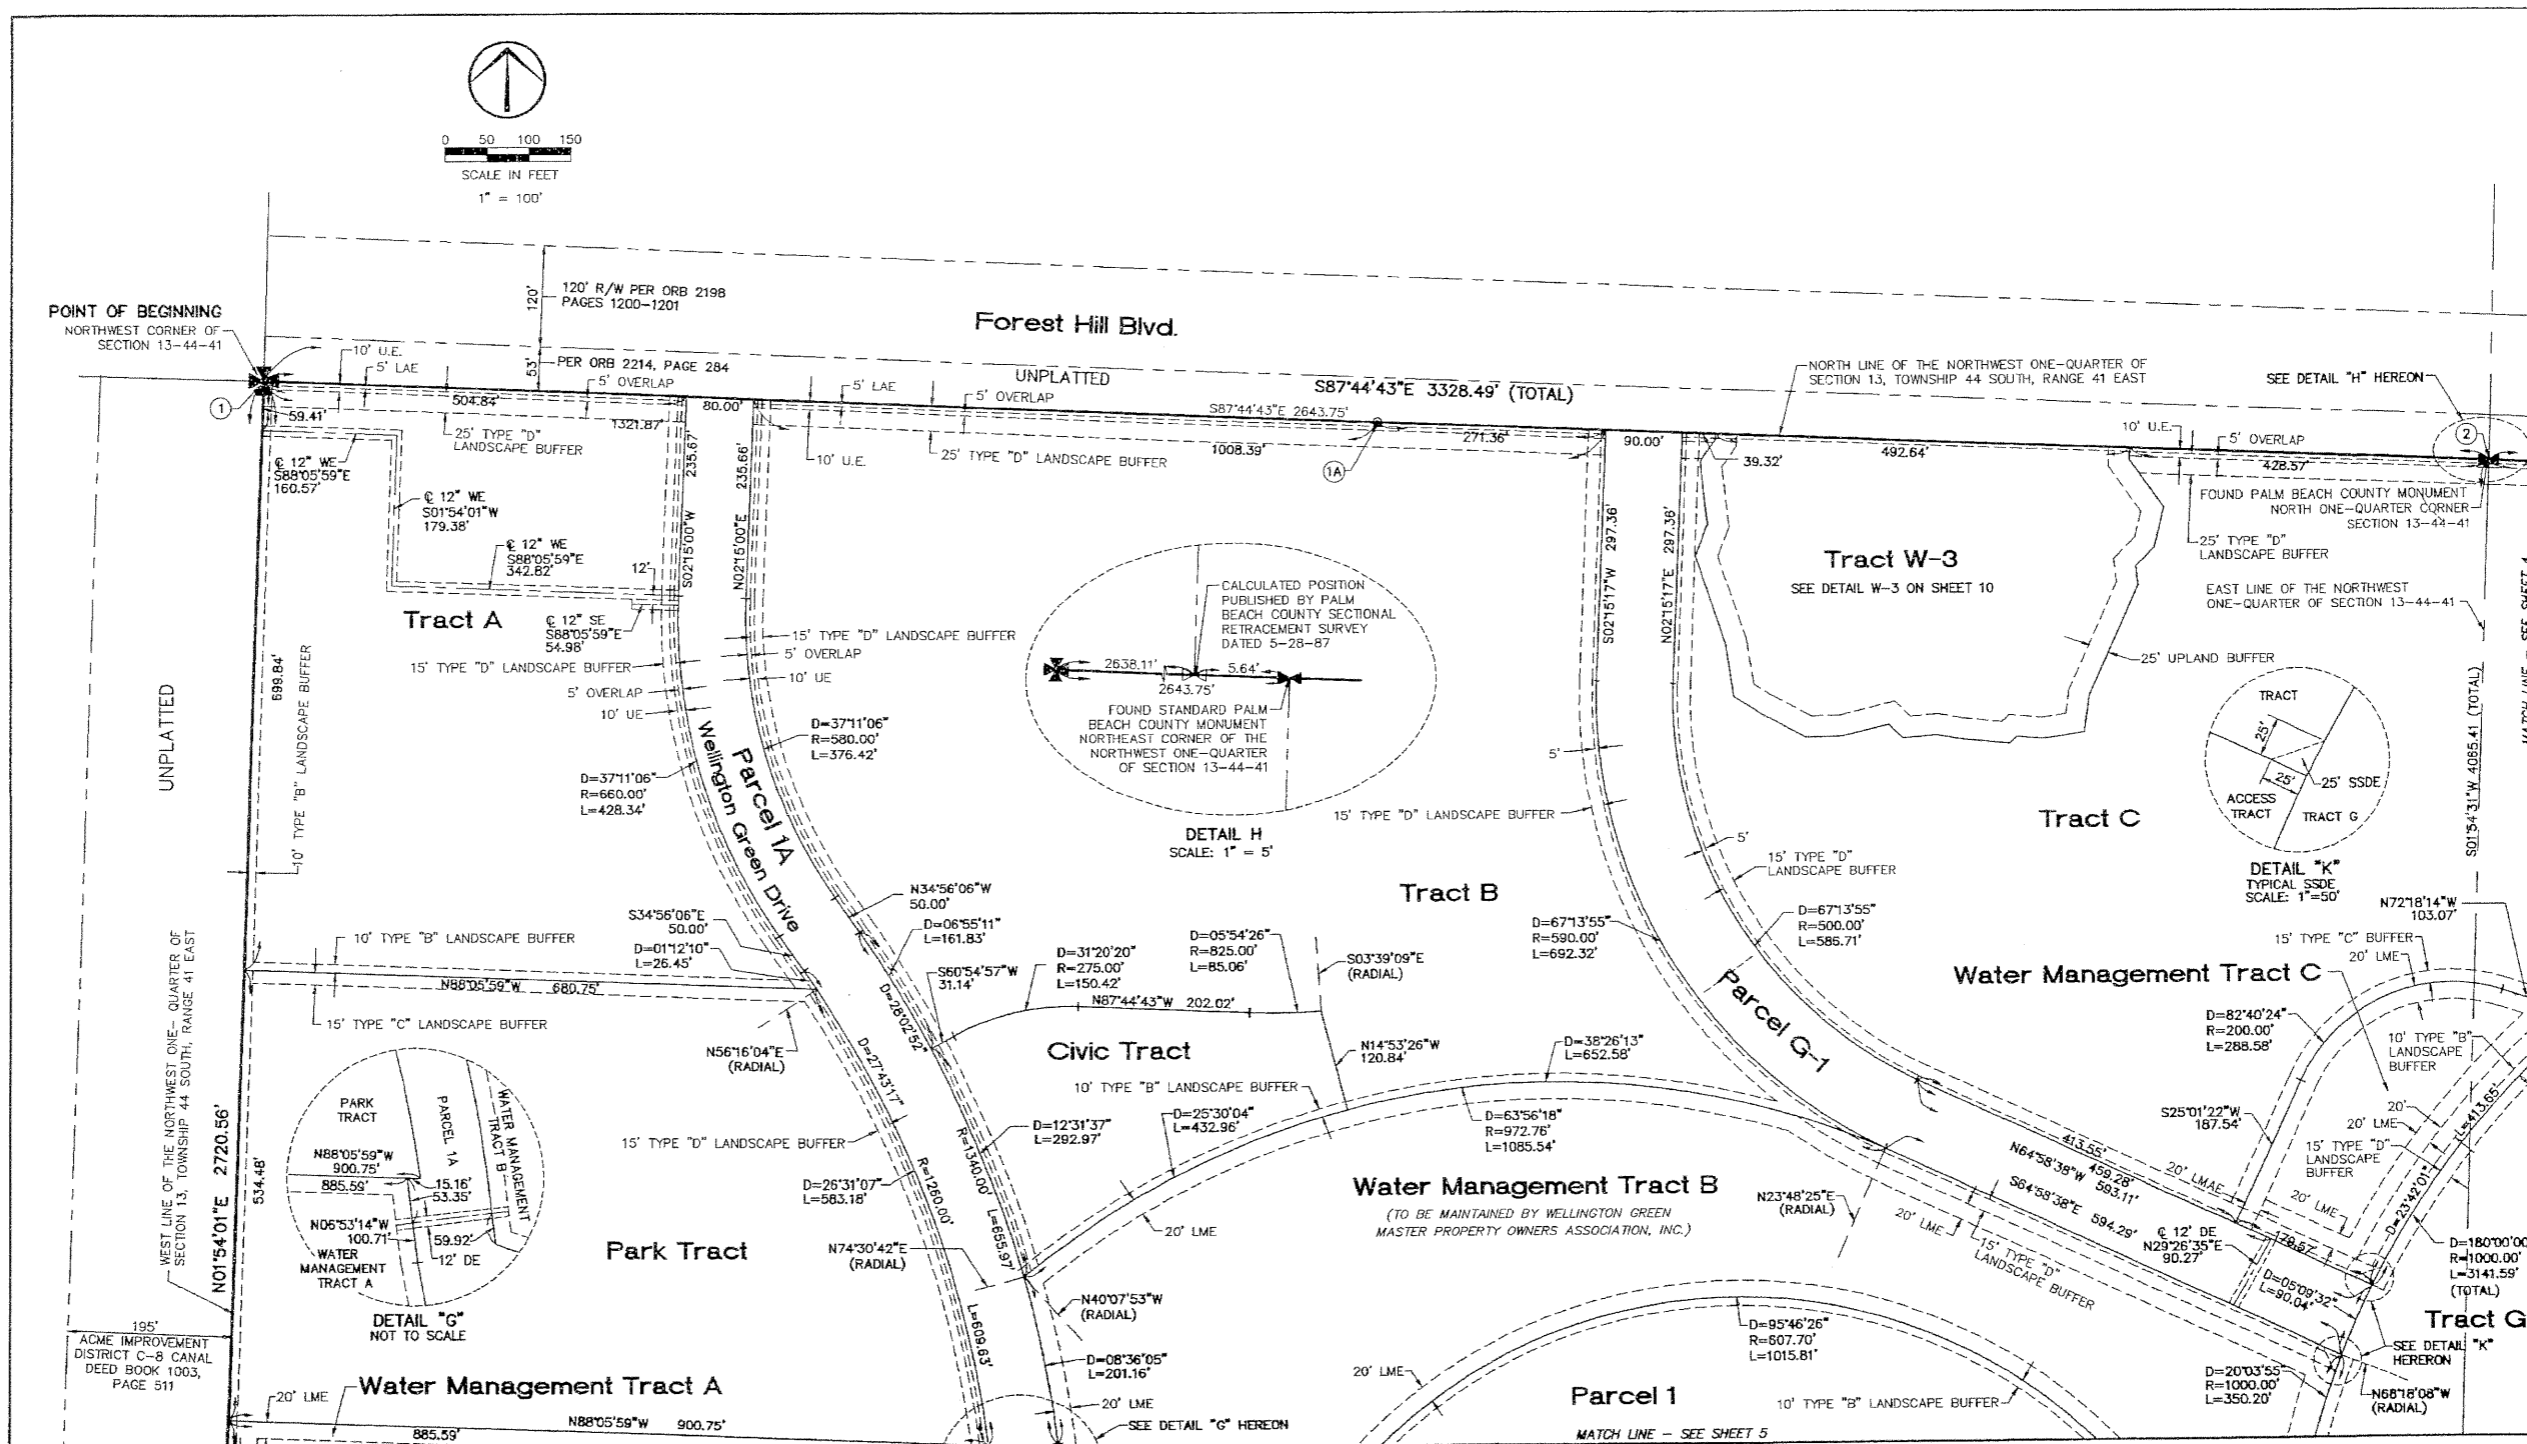 0 50 100 150
SCALE IN FEET
1" = 100'
120'
120' R/W PER ORB 2198
PAGES 1200-1201
POINT OF BEGINNING
NORTHWEST CORNER OF
SECTION 13-44-41
Forest Hill Blvd.
53'
PER ORB 2214, PAGE 284
UNPLATTED
S87°44'43"E 3328.49' (TOTAL)
NORTH LINE OF THE NORTHWEST ONE-QUARTER OF
SECTION 13, TOWNSHIP 44 SOUTH, RANGE 41 EAST
SEE DETAIL "H" HEREON
10' U.E.
5' LAE
5' OVERLAP
5' LAE
5' OVERLAP
S87°44'43"E 2643.75'
10' U.E.
5' OVERLAP
1
59.41'
504.84'
1321.87'
80.00'
25' TYPE "D"
LANDSCAPE BUFFER
10' U.E.
25' TYPE "D" LANDSCAPE BUFFER
1008.39'
1A
271.36'
90.00'
39.32'
492.64'
428.57'
2
FOUND PALM BEACH COUNTY MONUMENT
NORTH ONE-QUARTER CORNER
SECTION 13-44-41
25' TYPE "D"
LANDSCAPE BUFFER
EAST LINE OF THE NORTHWEST
ONE-QUARTER OF SECTION 13-44-41
℄ 12" WE
S88°05'59"E
160.57'
℄ 12" WE
S01°54'01"W
179.38'
℄ 12" WE
S88°05'59"E
342.82'
12'
℄ 12" SE
S88°05'59"E
54.98'
Tract A
S02°15'00"W 235.67'
N02°15'00"E 235.66'
15' TYPE "D" LANDSCAPE BUFFER
5' OVERLAP
10' UE
15' TYPE "D" LANDSCAPE BUFFER
5' OVERLAP
10' UE
UNPLATTED
699.84'
10' TYPE "B" LANDSCAPE BUFFER
CALCULATED POSITION
PUBLISHED BY PALM
BEACH COUNTY SECTIONAL
RETRACEMENT SURVEY
DATED 5-28-87
2638.11'
5.64'
2643.75'
FOUND STANDARD PALM
BEACH COUNTY MONUMENT
NORTHEAST CORNER OF THE
NORTHWEST ONE-QUARTER
OF SECTION 13-44-41
DETAIL H
SCALE: 1" = 5'
S02°15'17"W 297.36'
N02°15'17"E 297.36'
Tract W-3
SEE DETAIL W-3 ON SHEET 10
25' UPLAND BUFFER
TRACT
25'
25'
25' SSDE
ACCESS
TRACT
TRACT G
DETAIL "K"
TYPICAL SSDE
SCALE: 1"=50'
S01°54'31"W 4065.41 (TOTAL)
Tract C
5'
15' TYPE "D" LANDSCAPE BUFFER
5'
15' TYPE "D"
LANDSCAPE BUFFER
D=37°11'06"
R=580.00'
L=376.42'
D=37°11'06"
R=660.00'
L=428.34'
Parcel 1A
Wellington Green Drive
Tract B
N34°56'06"W
50.00'
D=06°55'11"
L=161.83'
S34°56'06"E
50.00'
D=01°12'10"
L=26.45'
10' TYPE "B" LANDSCAPE BUFFER
N88°05'59"W 680.75'
15' TYPE "C" LANDSCAPE BUFFER
N56°16'04"E
(RADIAL)
S60°54'57"W
31.14'
D=31°20'20"
R=275.00'
L=150.42'
D=05°54'26"
R=825.00'
L=85.06'
N87°44'43"W 202.02'
S03°39'09"E
(RADIAL)
D=67°13'55"
R=590.00'
L=692.32'
D=67°13'55"
R=500.00'
L=586.71'
Parcel G-1
Water Management Tract C
N72°18'14"W
103.07'
15' TYPE "C" BUFFER
20' LME
D=82°40'24"
R=200.00'
L=288.58'
10' TYPE "B"
LANDSCAPE
BUFFER
20'
20' LME
15' TYPE "D"
LANDSCAPE
BUFFER
L=413.65'
D=23°42'01"
S25°01'22"W
187.54'
Civic Tract
N14°53'26"W
120.84'
D=38°26'13"
L=652.58'
10' TYPE "B" LANDSCAPE BUFFER
D=28°02'52"
D=27°43'17"
R=1340.00'
R=1260.00'
L=655.97'
L=609.63'
D=12°31'37"
L=292.97'
D=25°30'04"
L=432.96'
D=63°56'18"
R=972.76'
L=1085.54'
15' TYPE "D" LANDSCAPE BUFFER
D=26°31'07"
L=583.18'
Water Management Tract B
(TO BE MAINTAINED BY WELLINGTON GREEN
MASTER PROPERTY OWNERS ASSOCIATION, INC.)
20' LME
N23°48'25"E
(RADIAL)
413.55'
N64°58'38"W 459.28'
593.11'
S64°58'38"E 594.29'
20' LMAE
20' LME
20' LME
15' TYPE "D"
LANDSCAPE BUFFER
℄ 12' DE
N29°26'35"E
90.27'
179.57'
D=05°09'32"
L=90.04'
D=180°00'00
R=1000.00'
L=3141.59'
(TOTAL)
Tract G
SEE DETAIL "K"
HERERON
D=20°03'55"
R=1000.00'
L=350.20'
N68°18'08"W
(RADIAL)
WEST LINE OF THE NORTHWEST ONE- QUARTER OF
SECTION 13, TOWNSHIP 44 SOUTH, RANGE 41 EAST
N01°54'01"E 2720.56'
534.48'
PARK
TRACT
PARCEL 1A
WATER MANAGEMENT
TRACT B
N88°05'59"W
900.75'
885.59'
15.16'
53.35'
N06°53'14"W
100.71'
59.92'
12' DE
WATER
MANAGEMENT
TRACT A
DETAIL "G"
NOT TO SCALE
Park Tract
N74°30'42"E
(RADIAL)
N40°07'53"W
(RADIAL)
D=08°36'05"
L=201.16'
20' LME
SEE DETAIL "G" HEREON
195'
ACME IMPROVEMENT
DISTRICT C-8 CANAL
DEED BOOK 1003,
PAGE 511
20' LME
Water Management Tract A
N88°05'59"W 900.75'
885.59'
D=95°46'26"
R=607.70'
L=1015.81'
20' LME
Parcel 1
10' TYPE "B" LANDSCAPE BUFFER
MATCH LINE - SEE SHEET 5